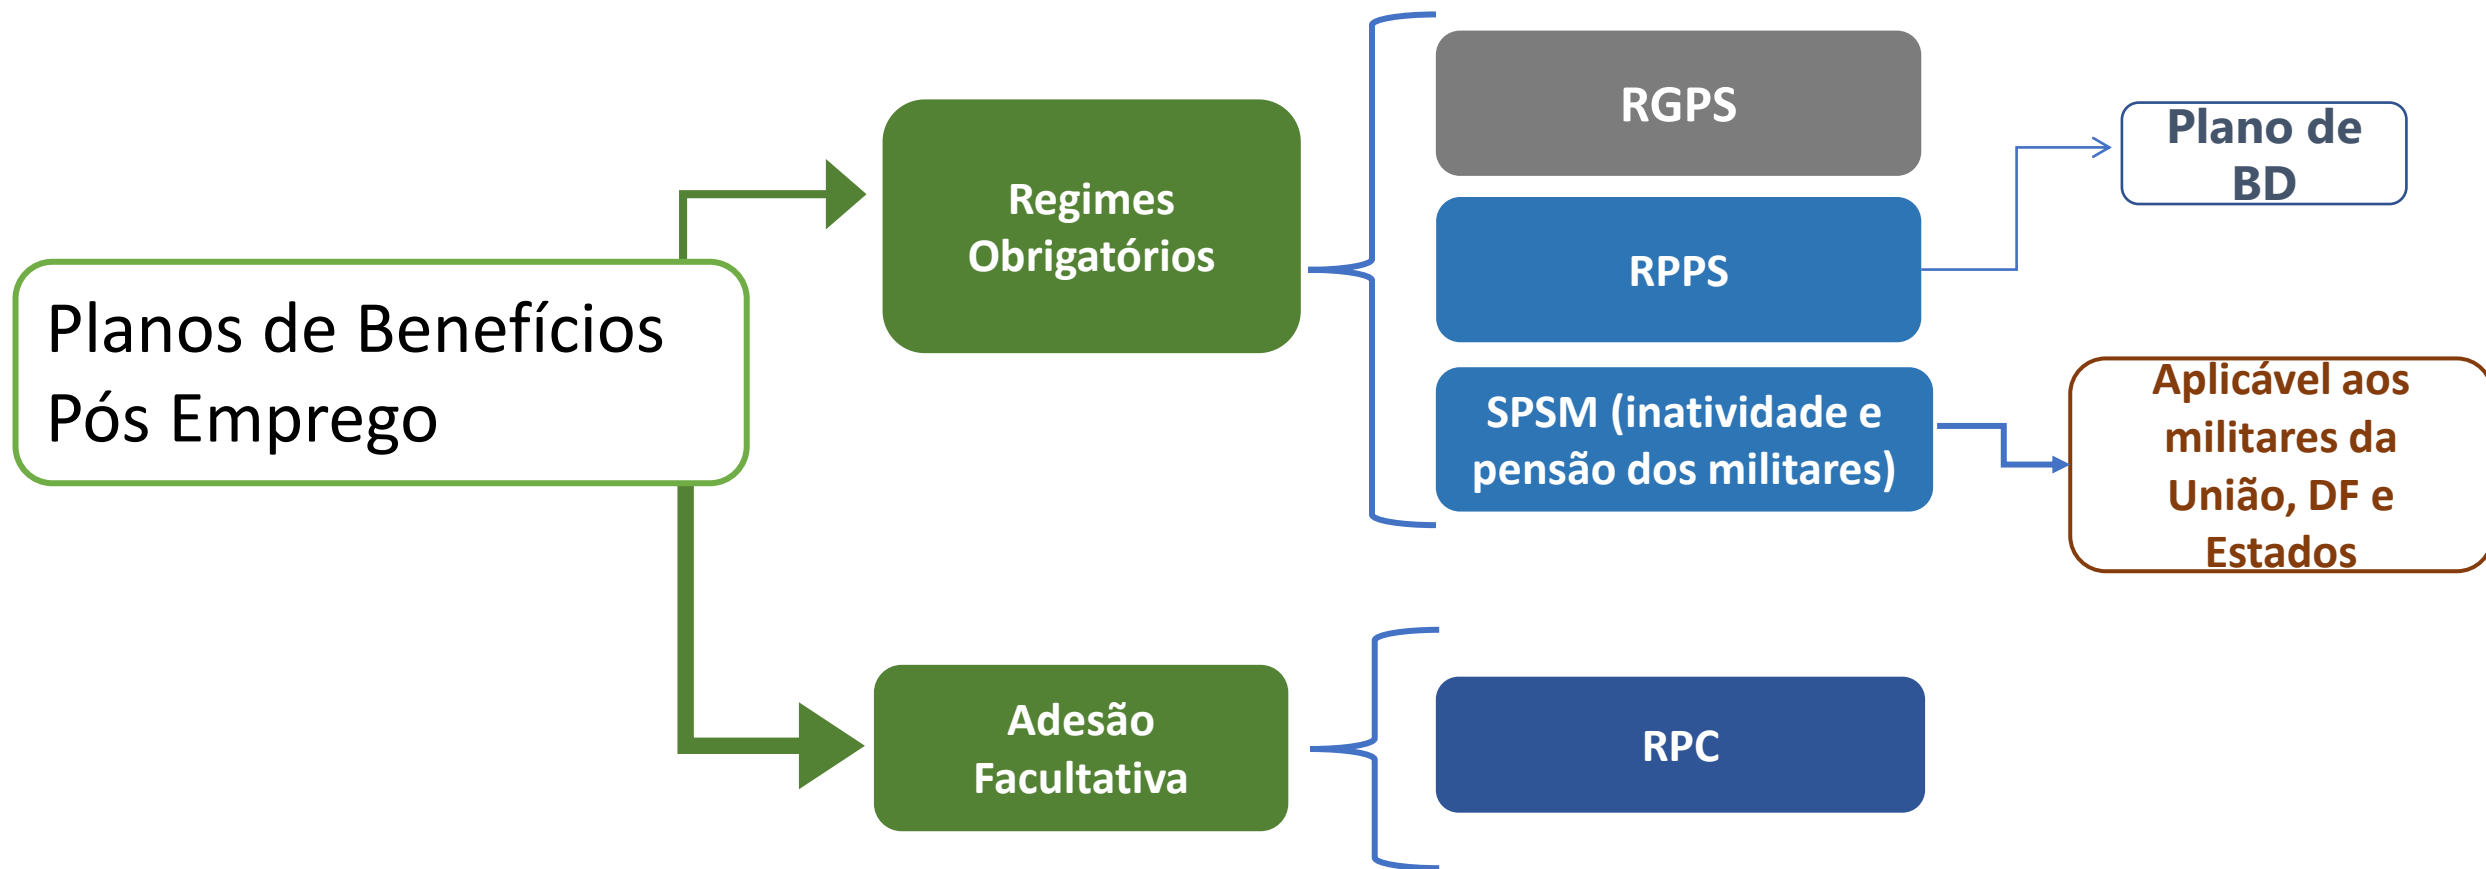 Planos de Benefícios
Pós Emprego
Regimes
Obrigatórios
RGPS
RPPS
SPSM (inatividade e
pensão dos militares)
Plano de
BD
Aplicável aos
militares da
União, DF e
Estados
Adesão
Facultativa
RPC